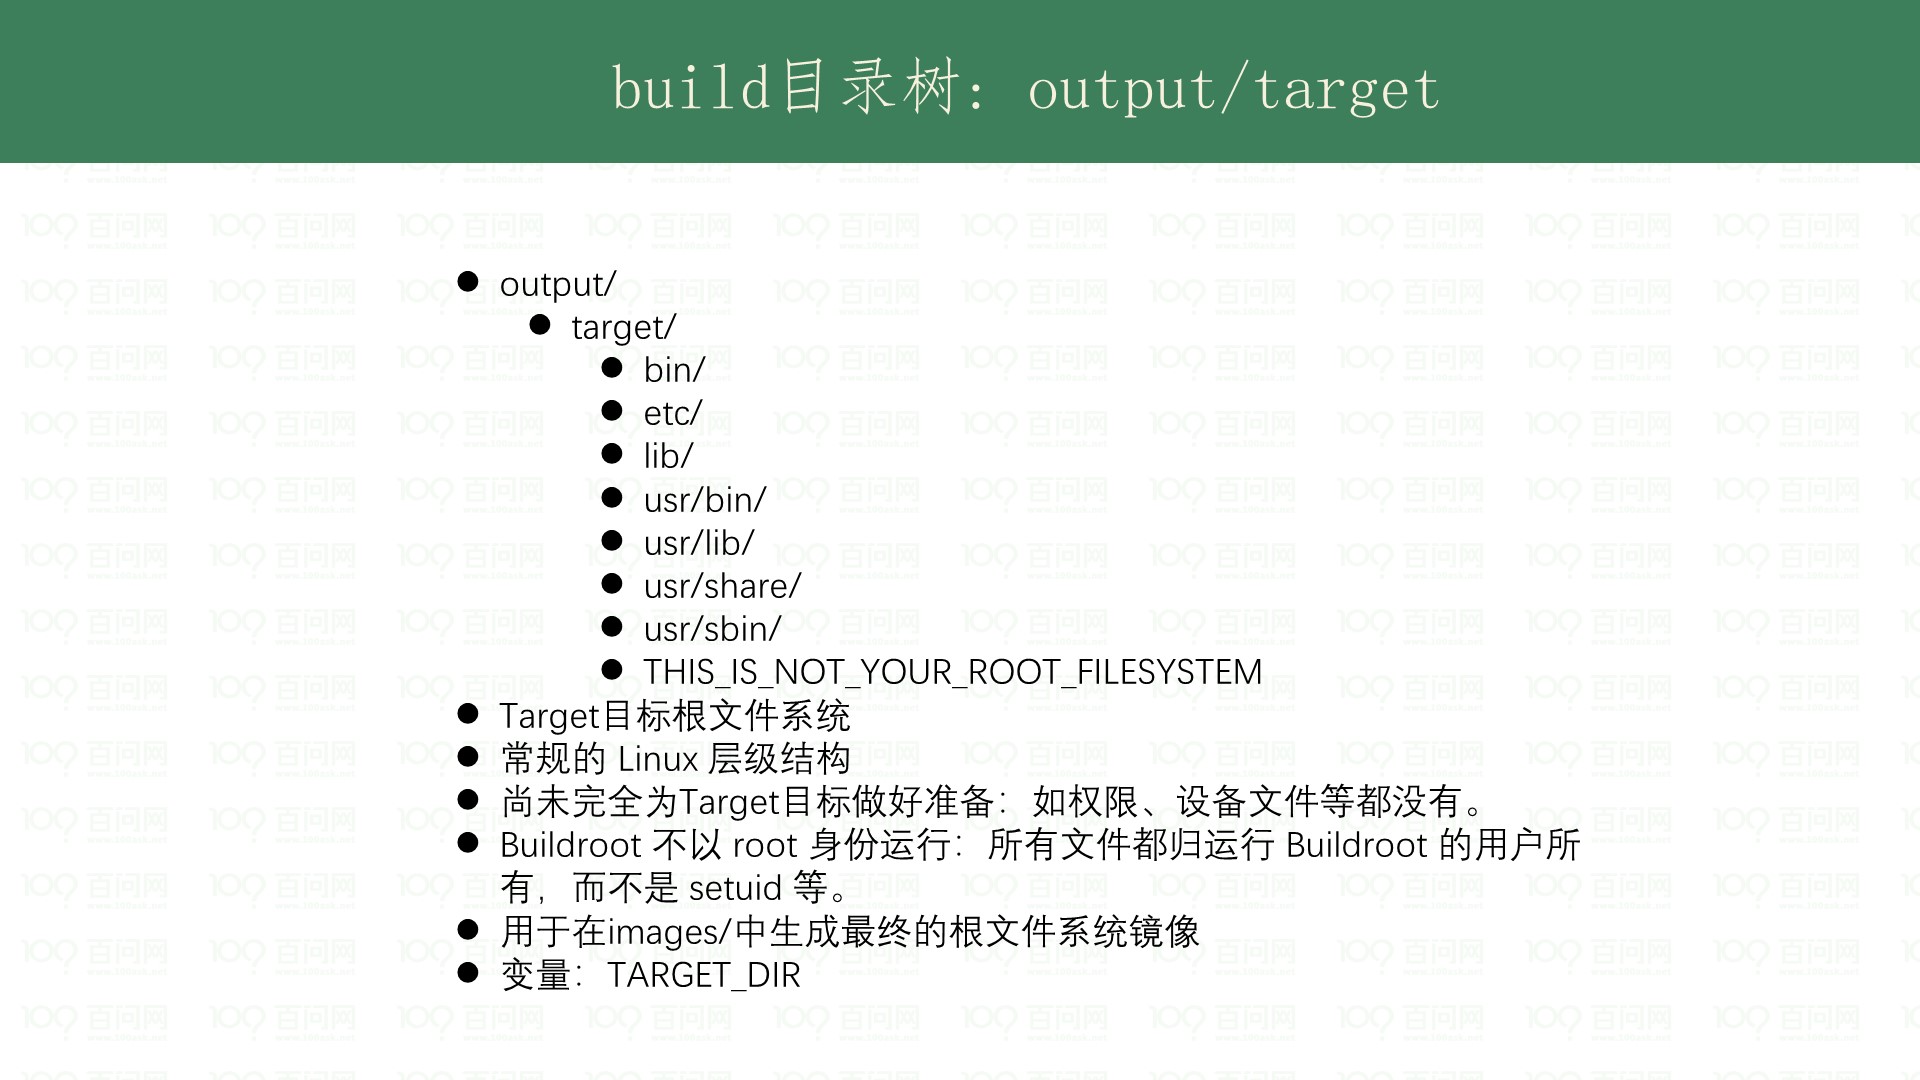 build目录树：output/target
output/
target/
bin/
etc/
lib/
usr/bin/
usr/lib/
usr/share/
usr/sbin/
THIS_IS_NOT_YOUR_ROOT_FILESYSTEM
Target目标根文件系统
常规的 Linux 层级结构
尚未完全为Target目标做好准备：如权限、设备文件等都没有。
Buildroot 不以 root 身份运行：所有文件都归运行 Buildroot 的用户所
有，而不是 setuid 等。
用于在images/中生成最终的根文件系统镜像
变量：TARGET_DIR